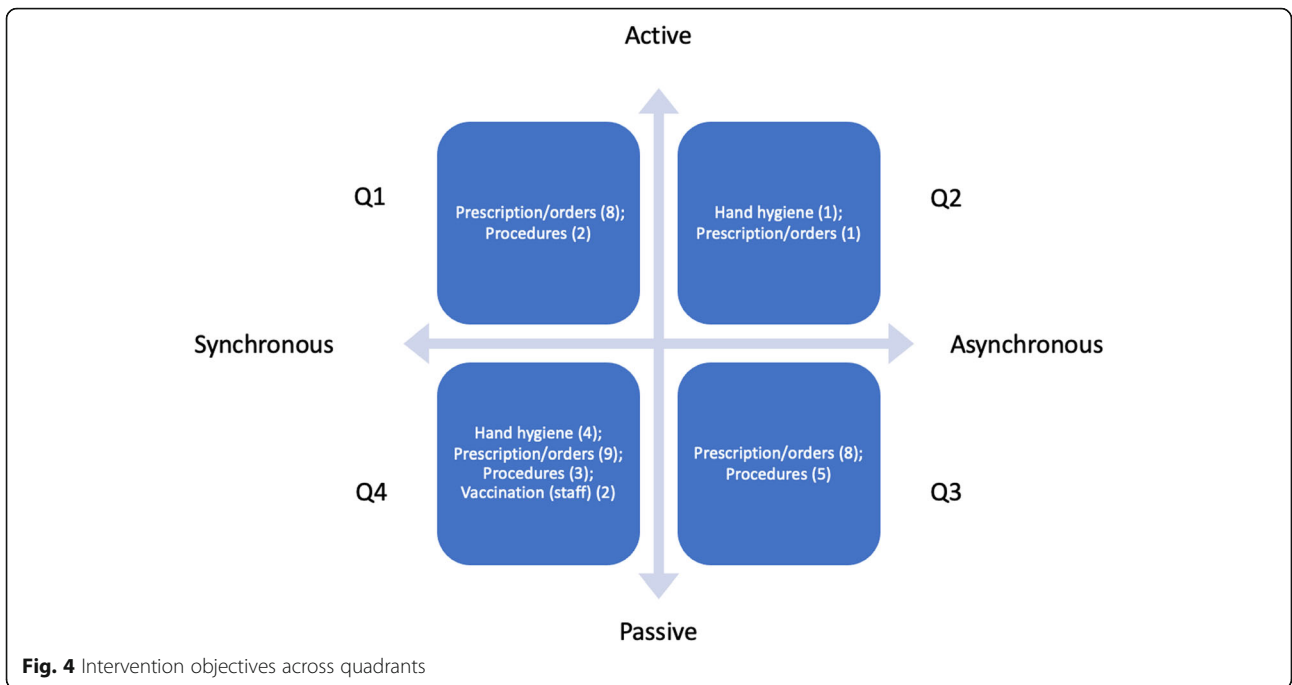 Active
Q1
Prescription/orders (8);
Procedures (2)
Hand hygiene (1);
Prescription/orders (1)
Q2
Synchronous
Asynchronous
Q4
Hand hygiene (4);
Prescription/orders (9);
Procedures (3);
Vaccination (staff) (2)
Prescription/orders (8);
Procedures (5)
Q3
Passive
Fig. 4 Intervention objectives across quadrants